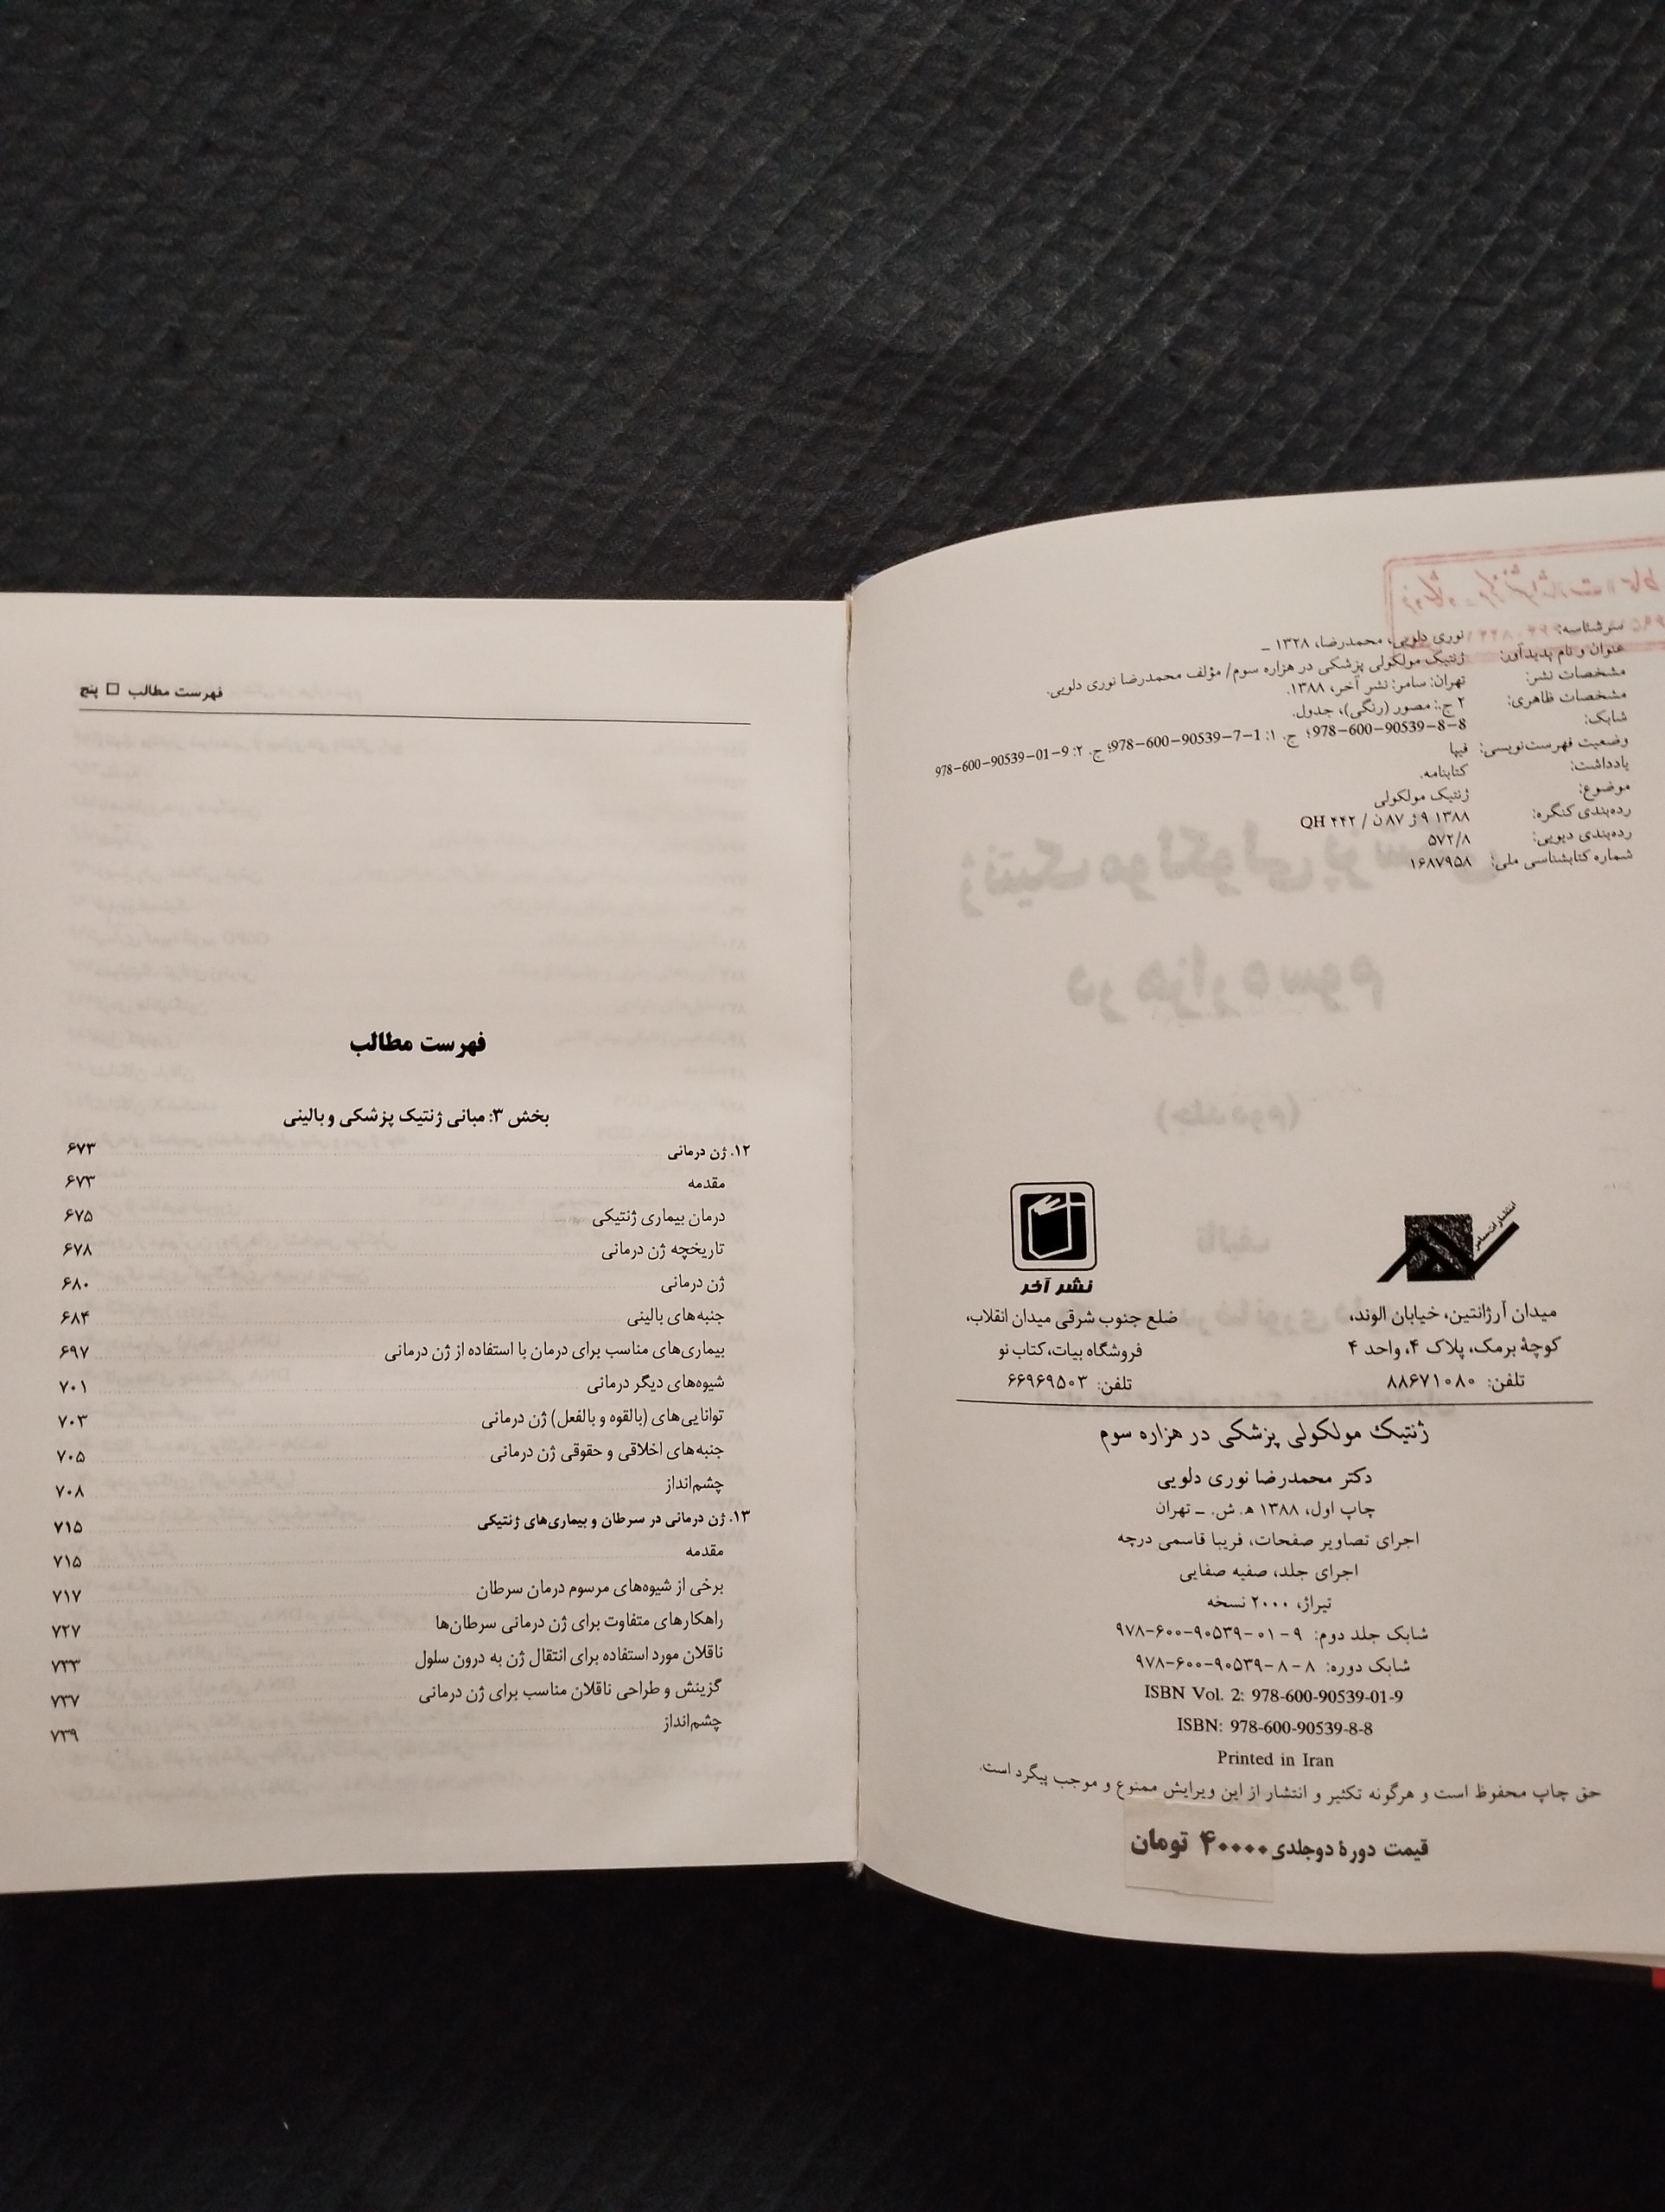 سرشناسه: نوری دلویی، محمدرضا، ۱۳۲۸ ـ
عنوان و نام پدیدآور: ژنتیک مولکولی پزشکی در هزاره سوم/ مؤلف محمدرضا نوری دلویی.
مشخصات نشر: تهران: سامر: نشر آخر، ۱۳۸۸.
مشخصات ظاهری: ۲ ج.: مصور (رنگی)، جدول.
شابک: 978-600-90539-8-8؛ ج. ۱: 978-600-90539-7-1؛ ج. ۲: 978-600-90539-01-9
وضعیت فهرست‌نویسی: فیپا
یادداشت: کتابنامه.
موضوع: ژنتیک مولکولی
رده‌بندی کنگره: ۱۳۸۸ ۹ ژ ۸۷ ن / QH ۴۴۲
رده‌بندی دیویی: ۵۷۲/۸
شماره کتابشناسی ملی: ۱۶۸۷۹۵۸
انتشارات سامر
میدان آرژانتین، خیابان الوند،
کوچهٔ برمک، پلاک ۴، واحد ۴
تلفن: ۸۸۶۷۱۰۸۰
نشر آخر
ضلع جنوب شرقی میدان انقلاب،
فروشگاه بیات، کتاب نو
تلفن: ۶۶۹۶۹۵۰۳
ژنتیک مولکولی پزشکی در هزاره سوم
دکتر محمدرضا نوری دلویی
چاپ اول، ۱۳۸۸ ه‍. ش. ـ تهران
اجرای تصاویر صفحات، فریبا قاسمی درچه
اجرای جلد، صفیه صفایی
تیراژ، ۲۰۰۰ نسخه
شابک جلد دوم: ۹-۰۱-۹۰۵۳۹-۶۰۰-۹۷۸
شابک دوره: ۸-۸-۹۰۵۳۹-۶۰۰-۹۷۸
ISBN Vol. 2: 978-600-90539-01-9
ISBN: 978-600-90539-8-8
Printed in Iran
حق چاپ محفوظ است و هرگونه تکثیر و انتشار از این ویرایش ممنوع و موجب پیگرد است.
قیمت دورهٔ دوجلدی ۴۰۰۰۰ تومان
فهرست مطالب □ پنج
فهرست مطالب
بخش ۳: مبانی ژنتیک پزشکی و بالینی
۱۲. ژن درمانی ۶۷۳
مقدمه ۶۷۳
درمان بیماری ژنتیکی ۶۷۵
تاریخچه ژن درمانی ۶۷۸
ژن درمانی ۶۸۰
جنبه‌های بالینی ۶۸۴
بیماری‌های مناسب برای درمان با استفاده از ژن درمانی ۶۹۷
شیوه‌های دیگر درمانی ۷۰۱
توانایی‌های (بالقوه و بالفعل) ژن درمانی ۷۰۳
جنبه‌های اخلاقی و حقوقی ژن درمانی ۷۰۵
چشم‌انداز ۷۰۸
۱۳. ژن درمانی در سرطان و بیماری‌های ژنتیکی ۷۱۵
مقدمه ۷۱۵
برخی از شیوه‌های مرسوم درمان سرطان ۷۱۷
راهکارهای متفاوت برای ژن درمانی سرطان‌ها ۷۲۷
ناقلان مورد استفاده برای انتقال ژن به درون سلول ۷۳۳
گزینش و طراحی ناقلان مناسب برای ژن درمانی ۷۳۷
چشم‌انداز ۷۳۹